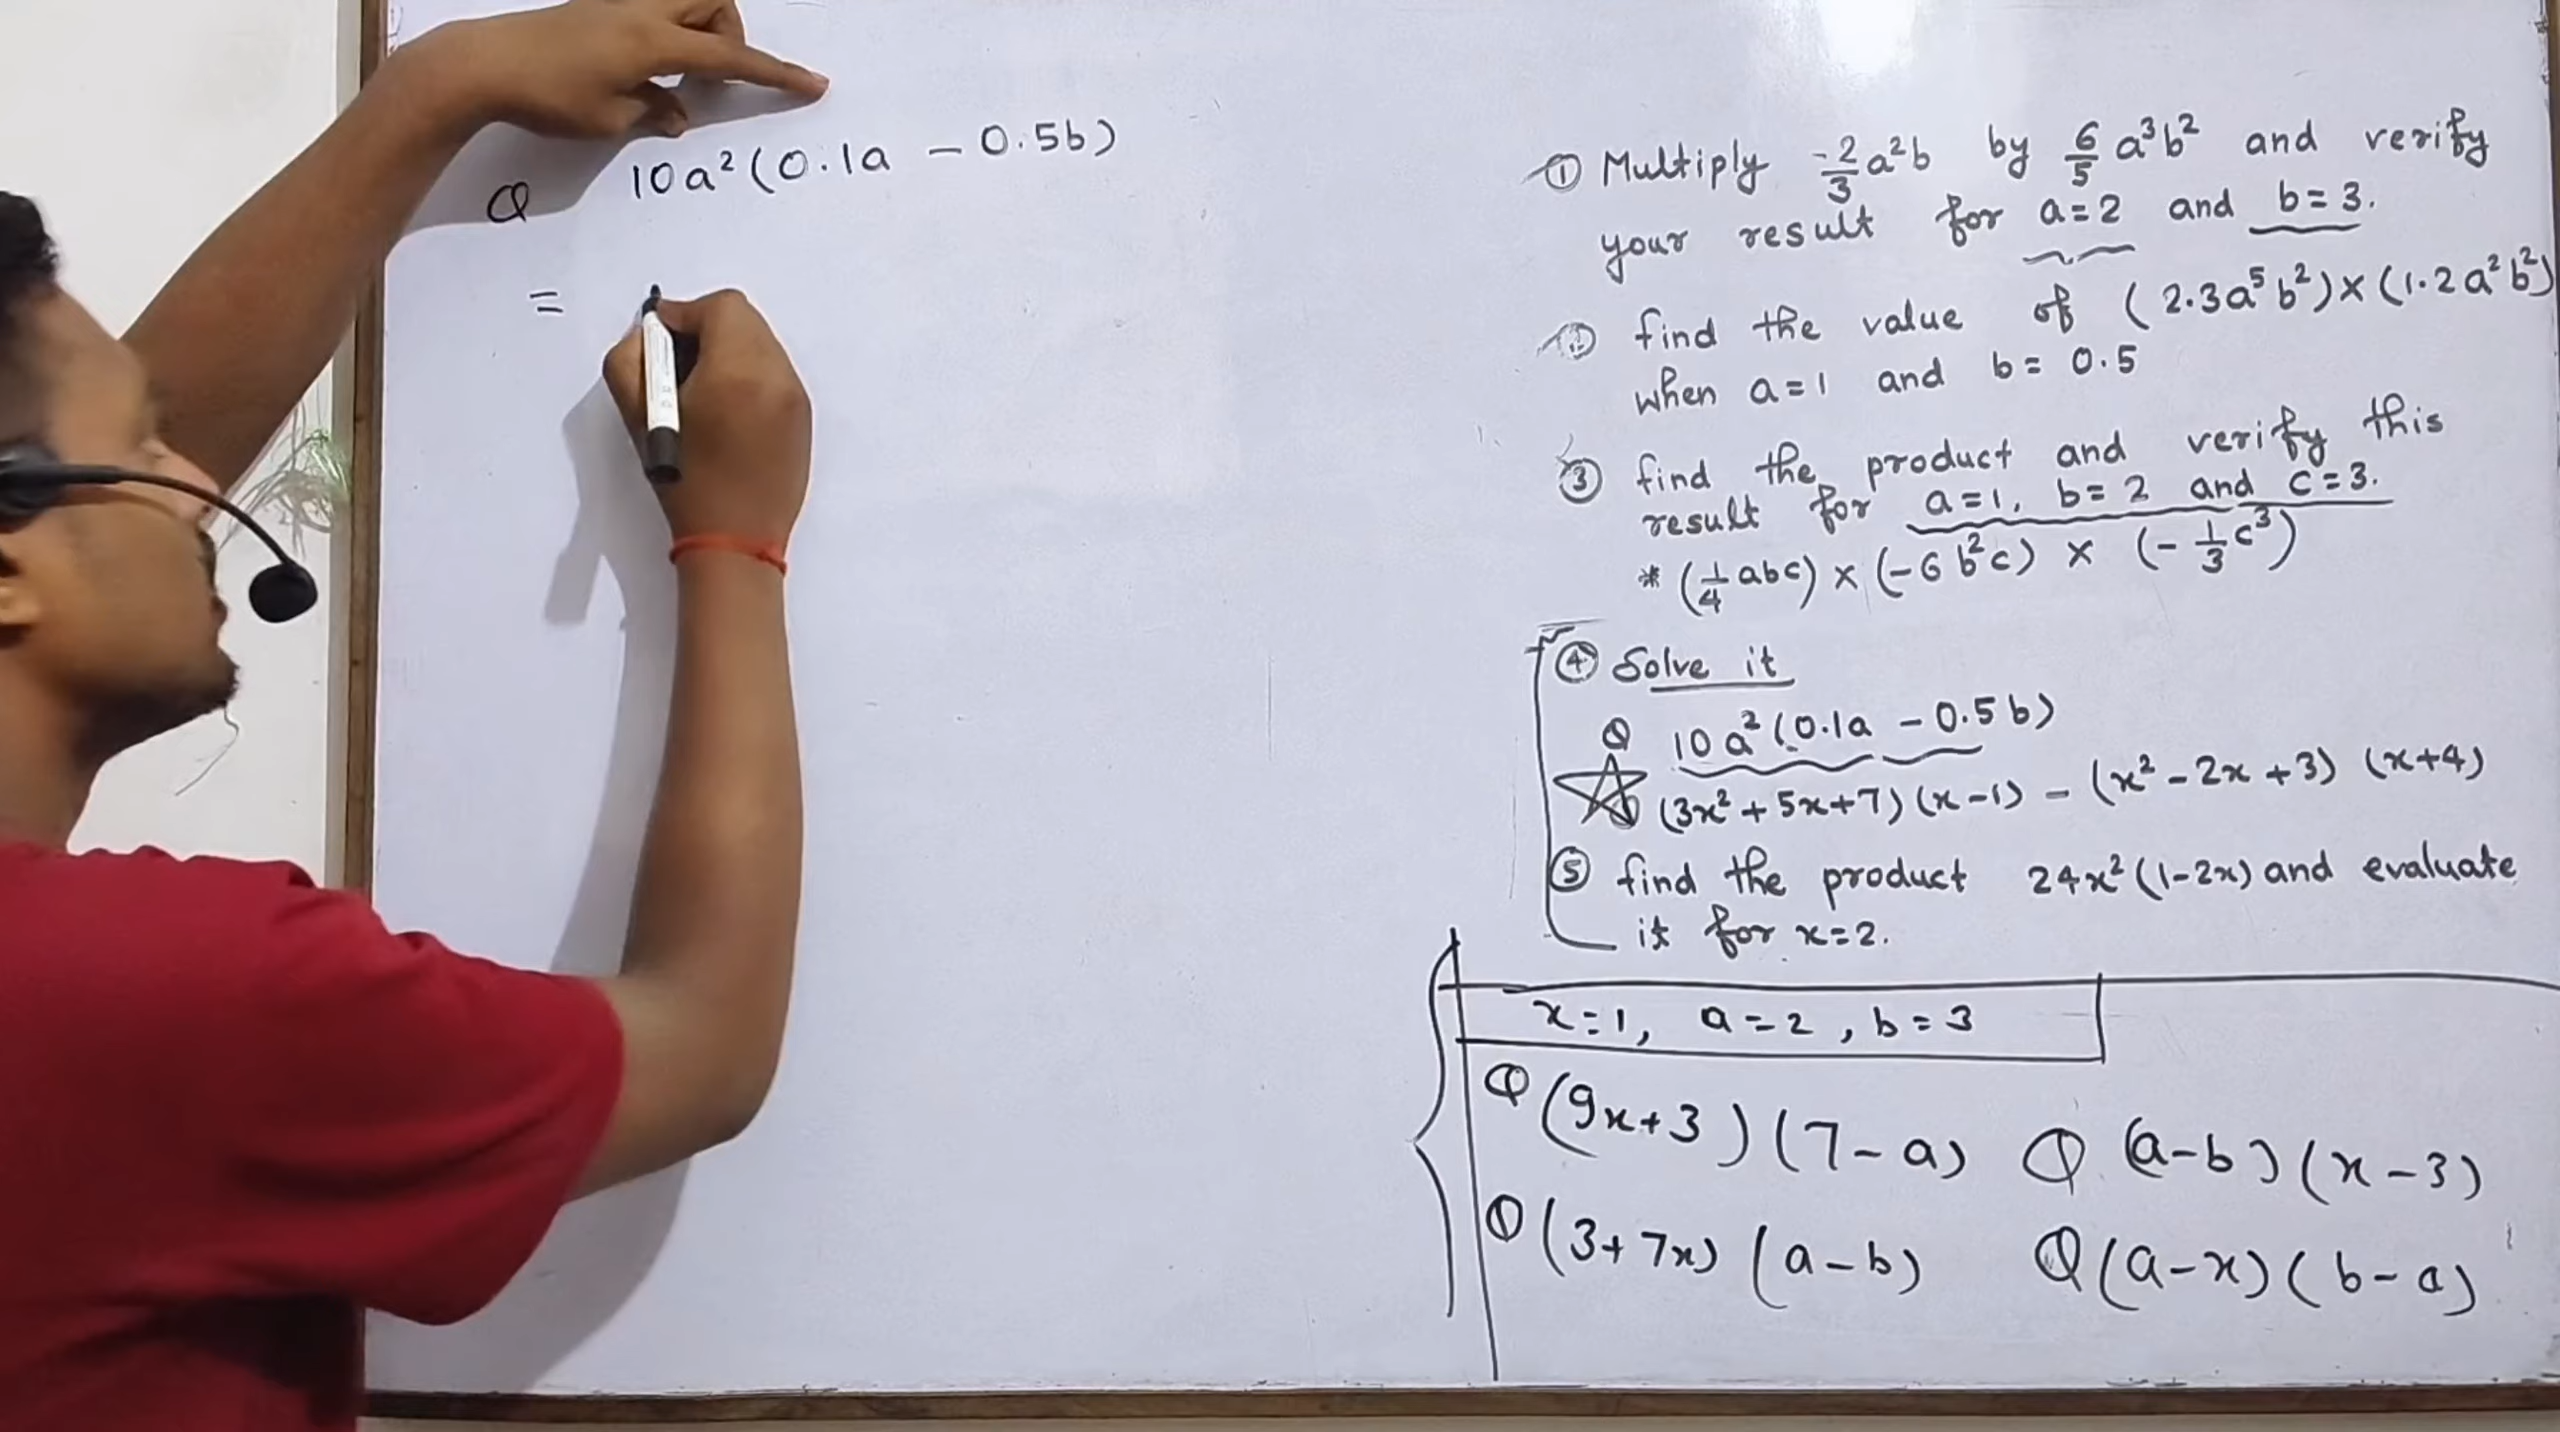 Q 10a²(0.1a - 0.5b)
=
① Multiply -2/3 a²b by 6/5 a³b² and verify
your result for a=2 and b=3.
② find the value of (2.3a⁵b²)×(1.2a²b²)
when a=1 and b= 0.5
③ find the product and verify this
result for a=1, b=2 and c=3.
* (1/4 abc) × (-6b²c) × (-1/3 c³)
④ Solve it
Q 10a²(0.1a - 0.5b)
Q (3x²+5x+7)(x-1) - (x²-2x+3) (x+4)
⑤ find the product 24x²(1-2x) and evaluate
it for x=2.
x=1, a=2, b=3
Q (9x+3)(7-a) Q (a-b)(x-3)
Q (3+7x) (a-b) Q (a-x)(b-a)